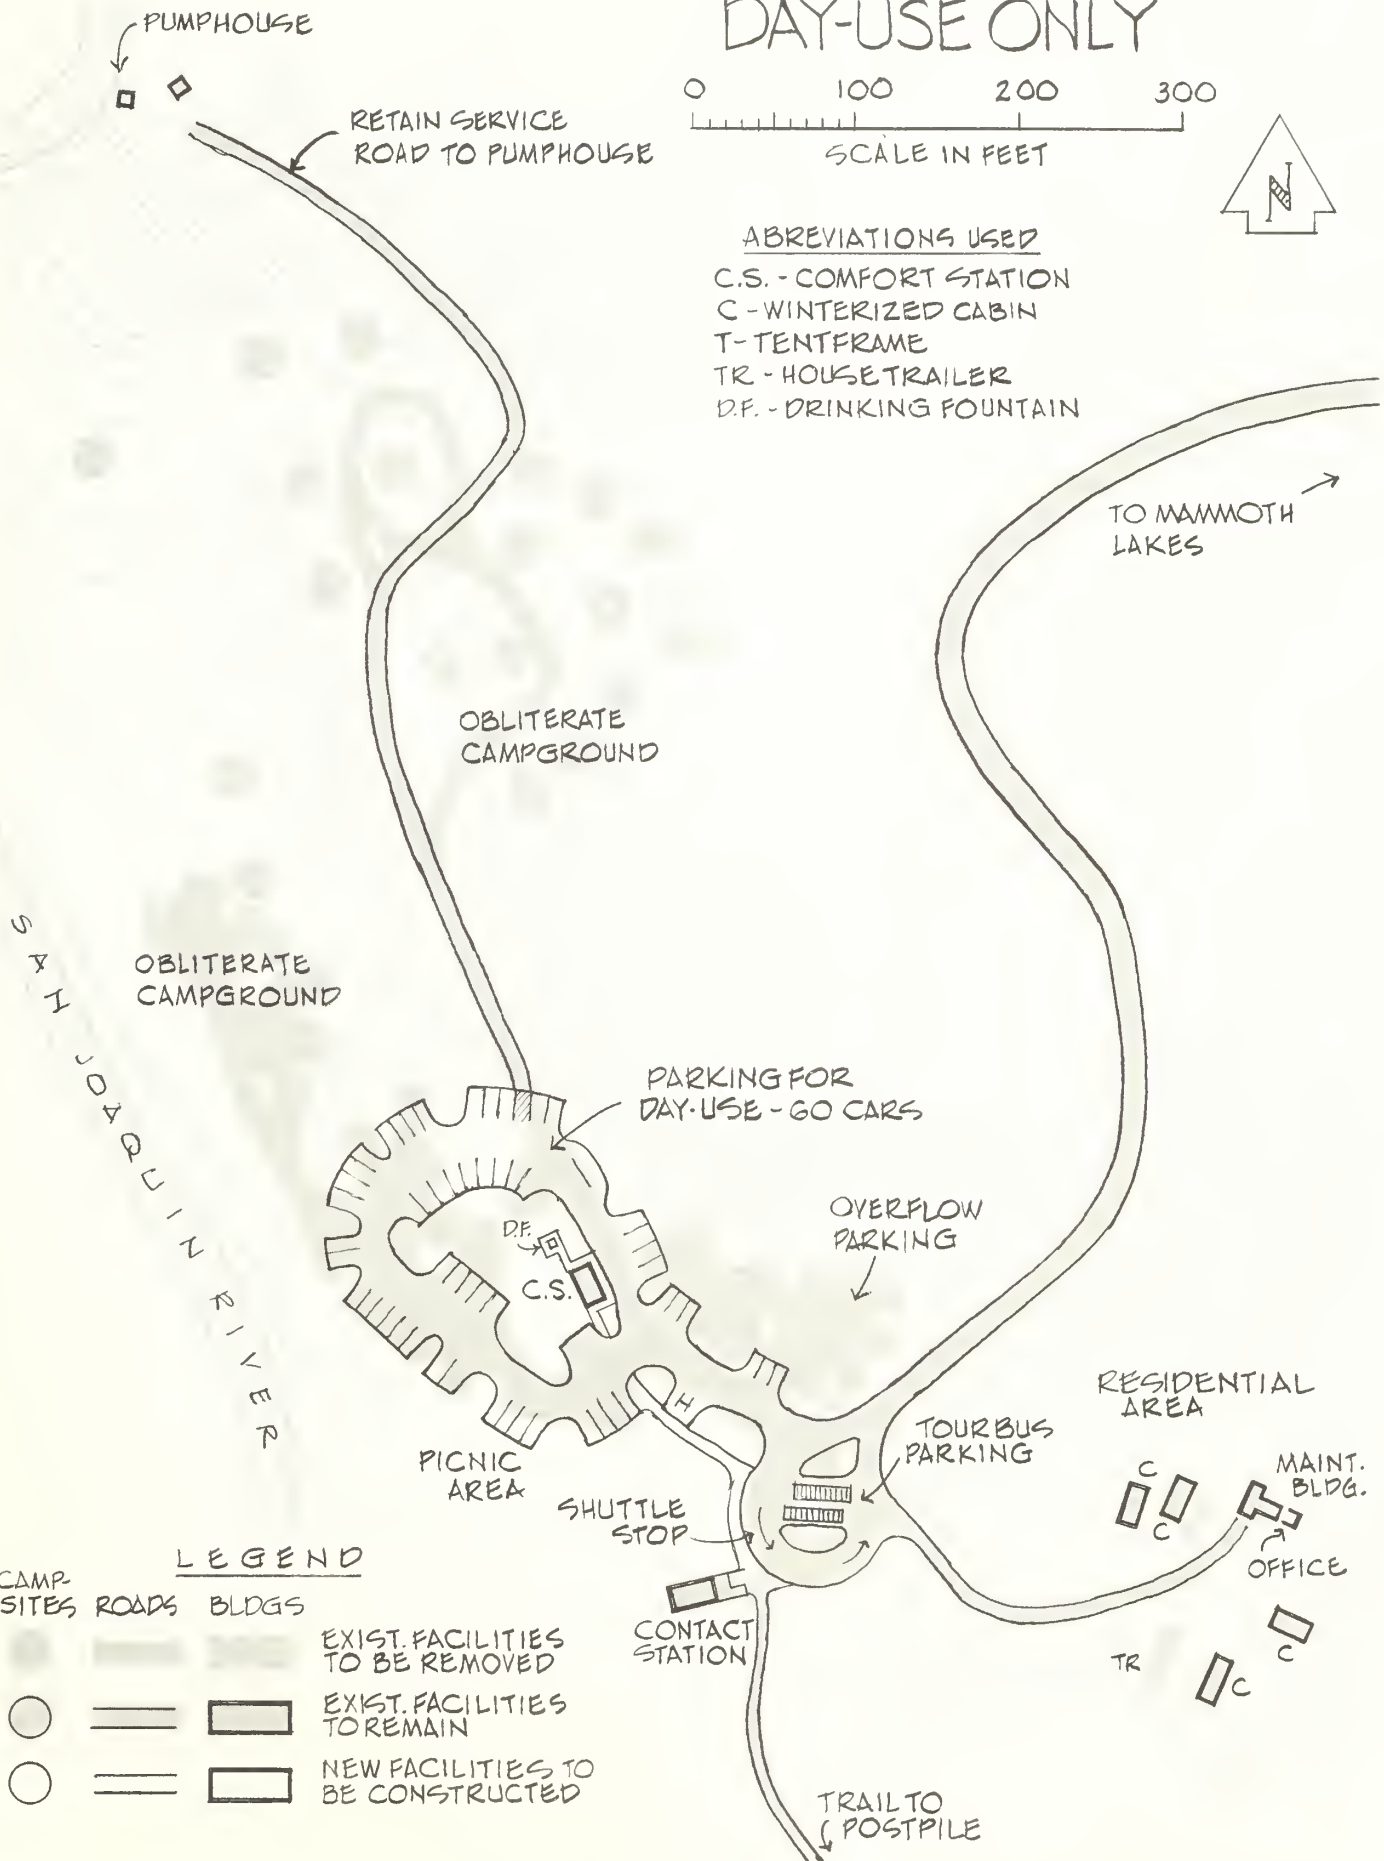 DAY-USE ONLY
PUMPHOUSE
0 100 200 300
SCALE IN FEET
RETAIN SERVICE
ROAD TO PUMPHOUSE
N
ABREVIATIONS USED
C.S. - COMFORT STATION
C - WINTERIZED CABIN
T - TENTFRAME
TR - HOUSETRAILER
D.F. - DRINKING FOUNTAIN
TO MAMMOTH
LAKES
OBLITERATE
CAMPGROUND
OBLITERATE
CAMPGROUND
SAN JOAQUIN RIVER
PARKING FOR
DAY-USE - 60 CARS
OVERFLOW
PARKING
D.F.
C.S.
H
RESIDENTIAL
AREA
TOUR BUS
PARKING
PICNIC
AREA
C
C
MAINT.
BLDG.
SHUTTLE
STOP
OFFICE
CONTACT
STATION
TR
C
C
LEGEND
CAMP-
SITES ROADS BLDGS
EXIST. FACILITIES
TO BE REMOVED
EXIST. FACILITIES
TO REMAIN
NEW FACILITIES TO
BE CONSTRUCTED
TRAIL TO
POSTPILE